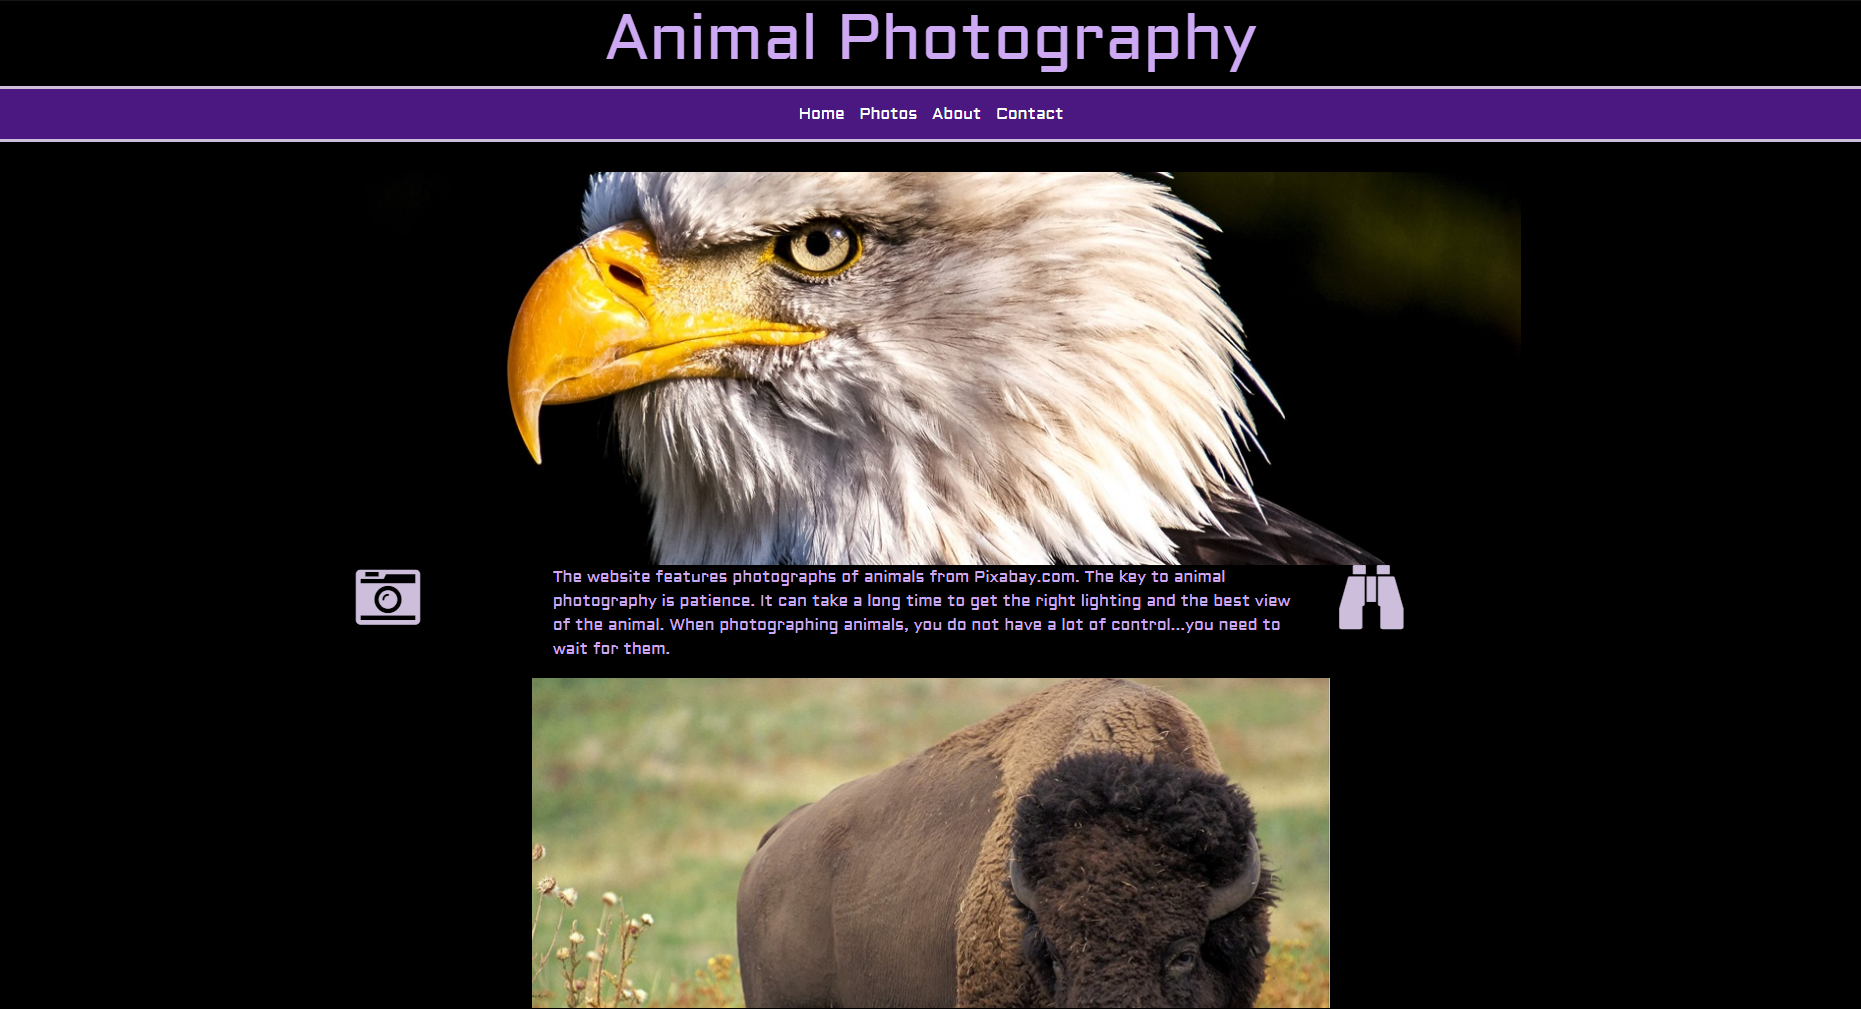 Animal Photography
Home Photos About Contact
The website features photographs of animals from Pixabay.com. The key to animal
photography is patience. It can take a long time to get the right lighting and the best view
of the animal. When photographing animals, you do not have a lot of control...you need to
wait for them.